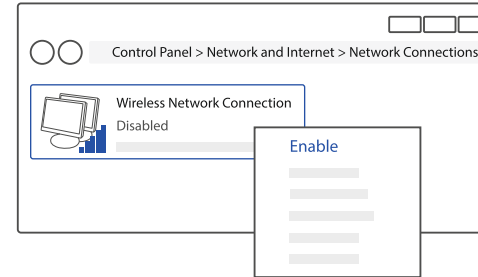 Control Panel > Network and Internet > Network Connections
Wireless Network Connection
Disabled
Enable